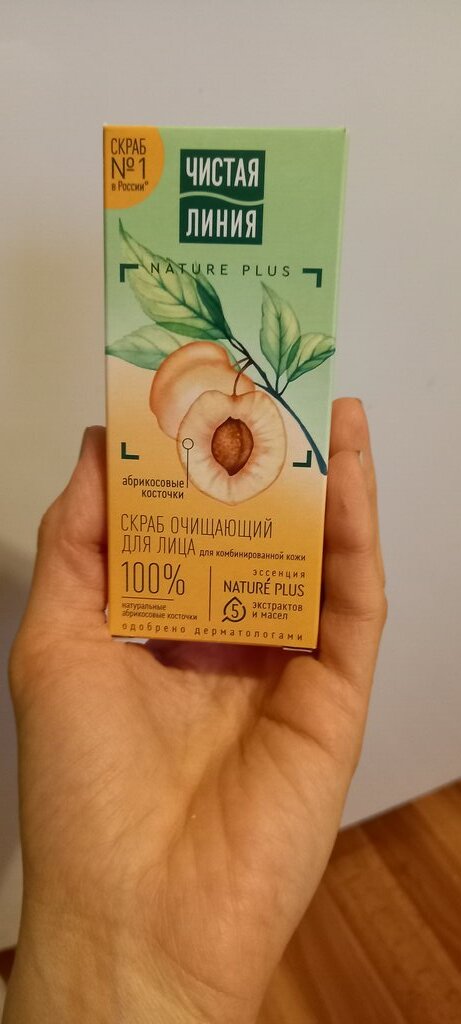 СКРАБ
№1
в России*
ЧИСТАЯ
ЛИНИЯ
NATURE PLUS
абрикосовые
косточки
СКРАБ ОЧИЩАЮЩИЙ
ДЛЯ ЛИЦА для комбинированной кожи
100%
натуральные
абрикосовые косточки
эссенция
NATURÉ PLUS
5 экстрактов
и масел
одобрено дерматологами